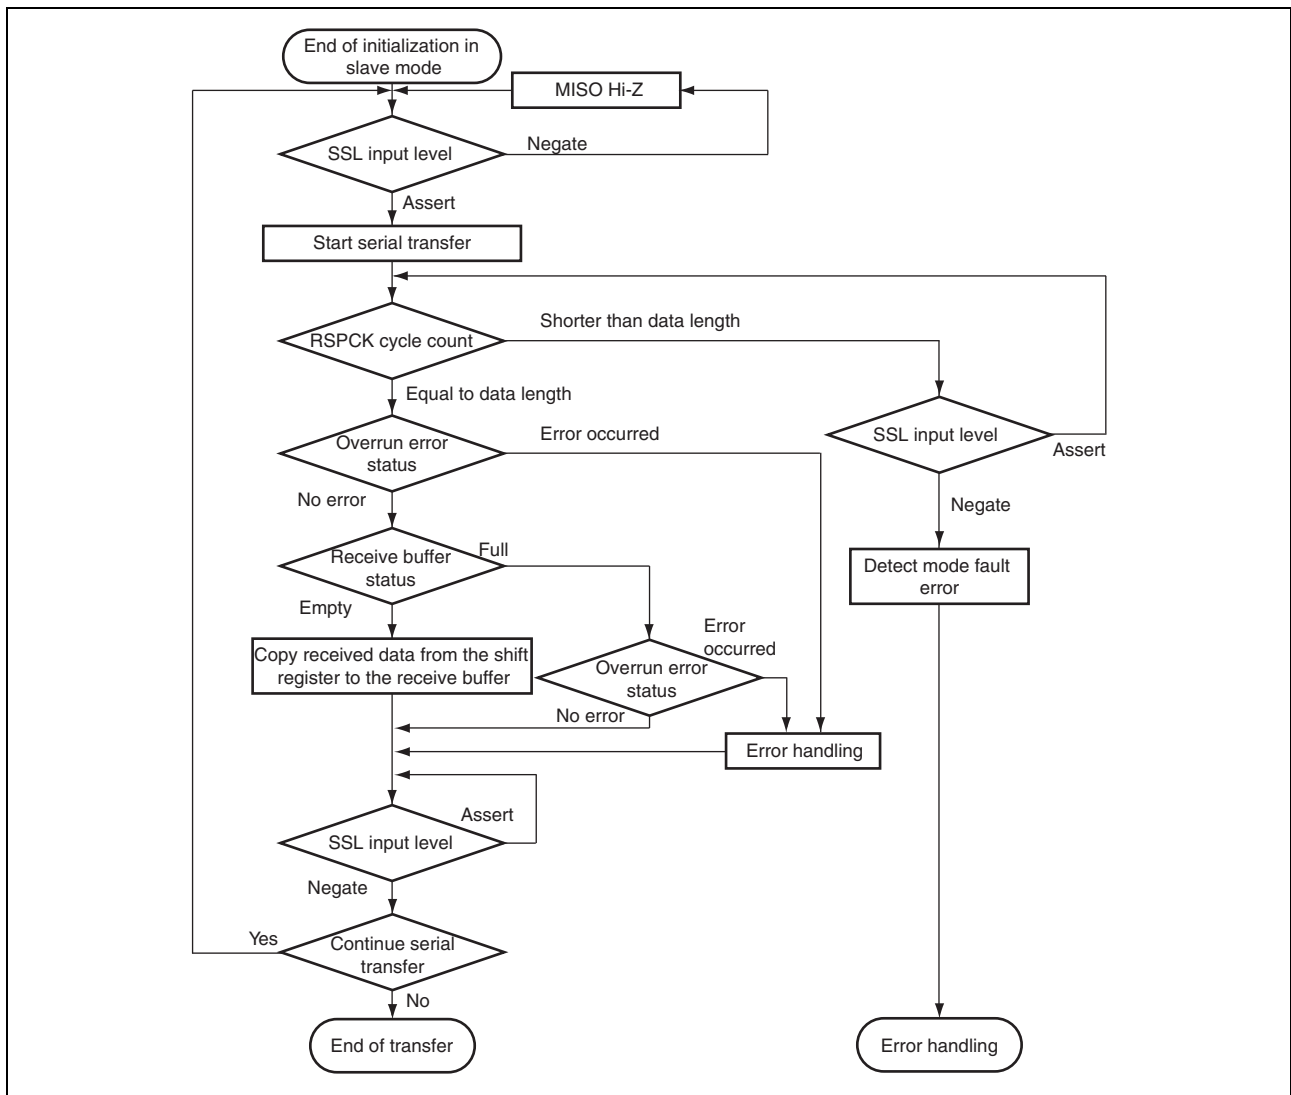 End of initialization in
slave mode
MISO Hi-Z
SSL input level
Negate
Assert
Start serial transfer
RSPCK cycle count
Shorter than data length
Equal to data length
SSL input level
Assert
Negate
Overrun error
status
Error occurred
No error
Receive buffer
status
Full
Empty
Detect mode fault
error
Copy received data from the shift
register to the receive buffer
Error
occurred
Overrun error
status
No error
Error handling
SSL input level
Assert
Negate
Continue serial
transfer
Yes
No
End of transfer
Error handling